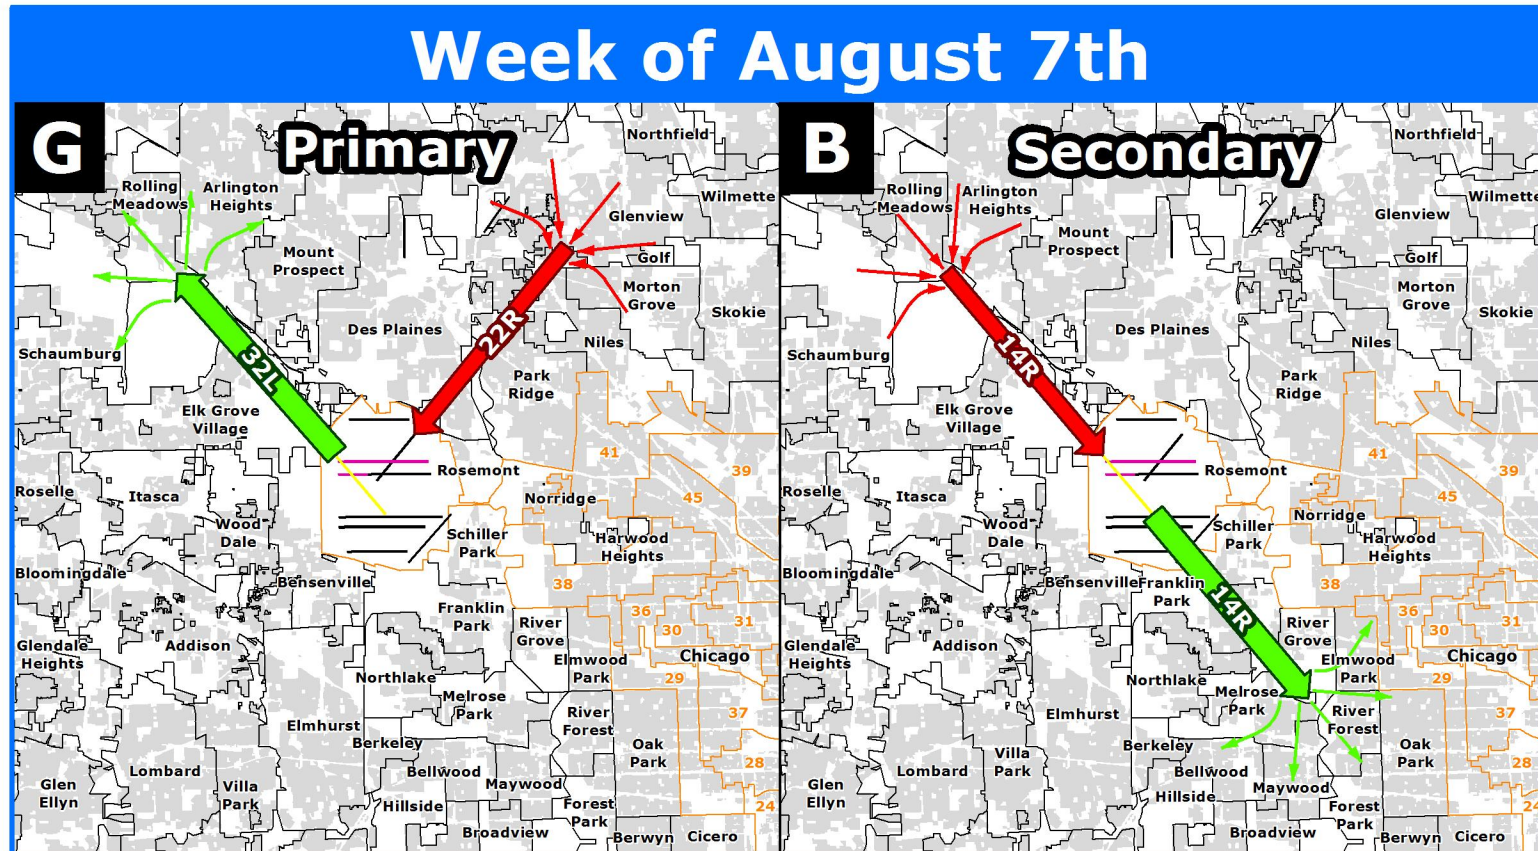 Week of August 7th
G
Primary
Northfield
Rolling
Meadows
Arlington
Heights
Wilmette
Glenview
Mount
Prospect
Golf
Morton
Grove
Skokie
Des Plaines
22R
Niles
Schaumburg
32L
Park
Ridge
Elk Grove
Village
41
39
Rosemont
Roselle
Itasca
45
Norridge
Wood
Dale
Schiller
Park
Harwood
Heights
Bloomingdale
Bensenville
38
Franklin
Park
36
31
River
Grove
30
Glendale
Heights
Addison
Chicago
Elmwood
Park
29
Northlake
Melrose
Park
37
Elmhurst
River
Forest
Berkeley
Oak
Park
28
Lombard
Bellwood
Glen
Ellyn
Villa
Park
Maywood
Hillside
Forest
Park
24
Broadview
Berwyn
Cicero
B
Secondary
Northfield
Rolling
Meadows
Arlington
Heights
Wilmette
Glenview
Mount
Prospect
Golf
Morton
Grove
Skokie
Des Plaines
14R
Niles
Schaumburg
Park
Ridge
Elk Grove
Village
41
39
Rosemont
Roselle
Itasca
45
Norridge
Wood
Dale
Schiller
Park
Harwood
Heights
Bloomingdale
Bensenville
Franklin
Park
38
14R
36
31
River
Grove
30
Glendale
Heights
Addison
Chicago
Elmwood
Park
29
Northlake
Melrose
Park
37
Elmhurst
River
Forest
Berkeley
Oak
Park
Villa
Park
28
Lombard
Bellwood
Glen
Ellyn
Maywood
Hillside
Forest
Park
24
Broadview
Berwyn
Cicero